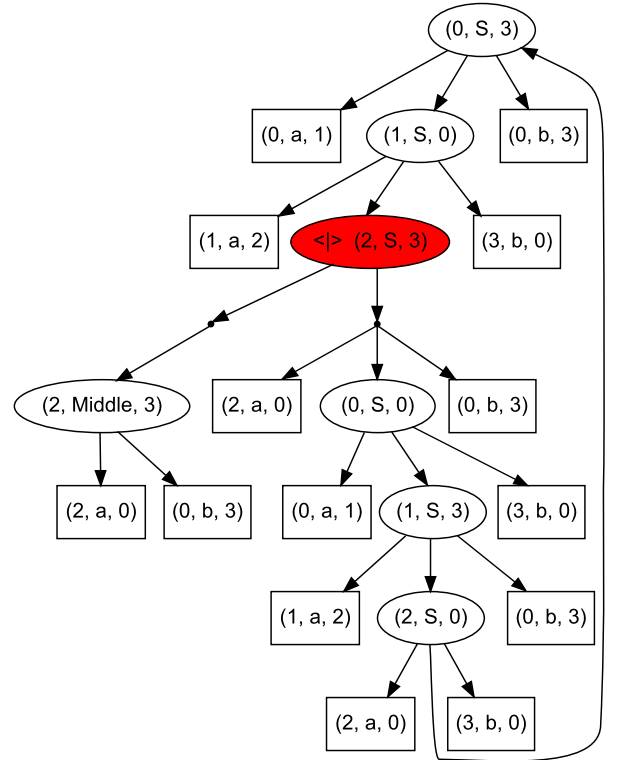 (0, S, 3)
(0, a, 1)
(1, S, 0)
(0, b, 3)
(1, a, 2)
<|> (2, S, 3)
(3, b, 0)
(2, Middle, 3)
(2, a, 0)
(0, S, 0)
(0, b, 3)
(2, a, 0)
(0, b, 3)
(0, a, 1)
(1, S, 3)
(3, b, 0)
(1, a, 2)
(2, S, 0)
(0, b, 3)
(2, a, 0)
(3, b, 0)